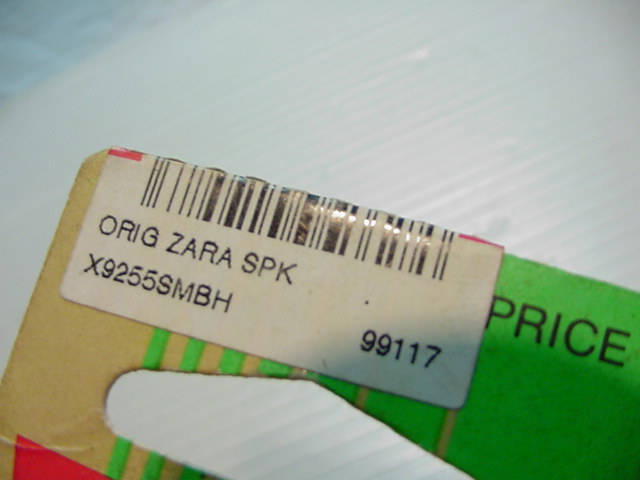 ORIG ZARA SPK
X9255SMBH
99117
PRICE